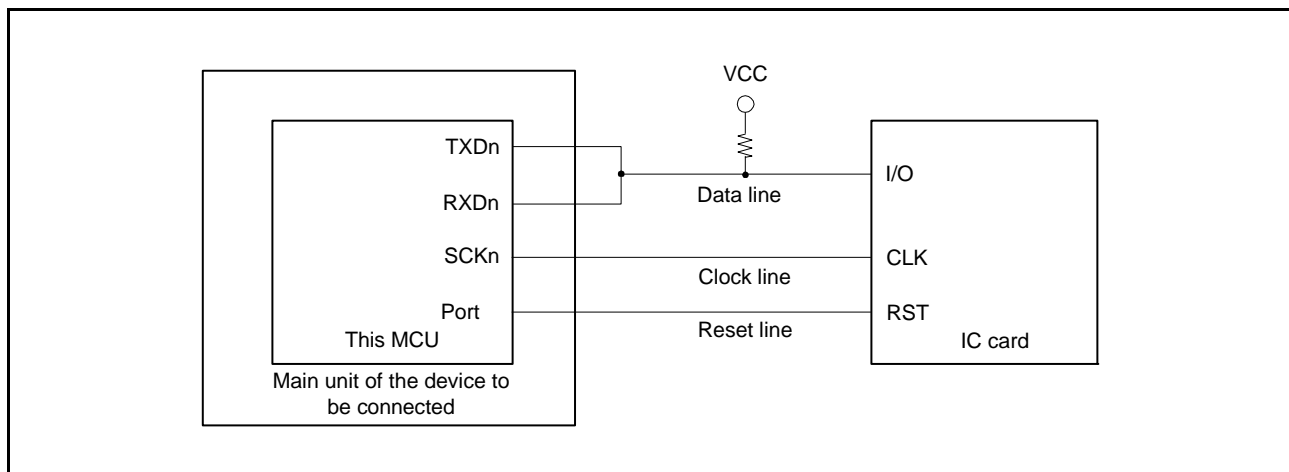 VCC
TXDn
I/O
Data line
RXDn
SCKn
CLK
Clock line
Port
RST
Reset line
This MCU
IC card
Main unit of the device to
be connected